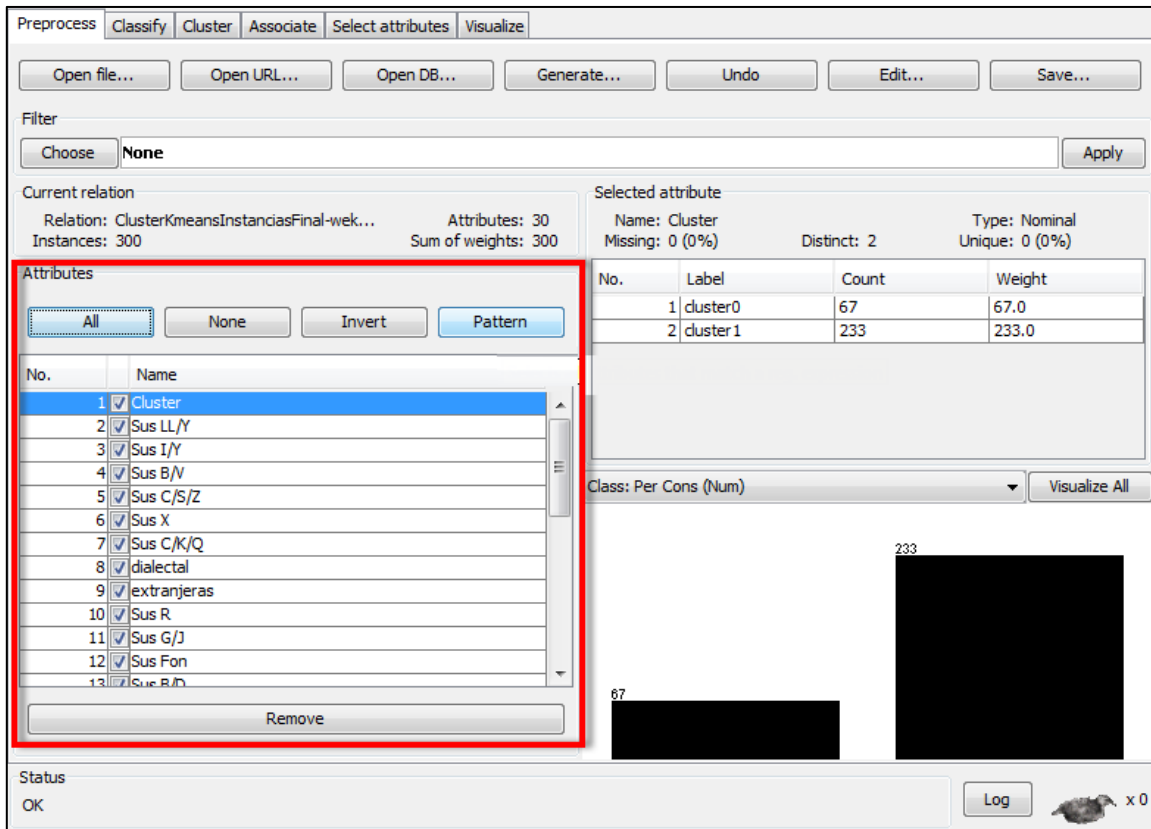 Preprocess Classify Cluster Associate Select attributes Visualize
Open file... Open URL... Open DB... Generate... Undo Edit... Save...
Filter
Choose None Apply
Current relation
Relation: ClusterKmeansInstanciasFinal-wek... Attributes: 30
Instances: 300 Sum of weights: 300
Selected attribute
Name: Cluster Type: Nominal
Missing: 0 (0%) Distinct: 2 Unique: 0 (0%)
No. Label Count Weight
1 cluster0 67 67.0
2 cluster1 233 233.0
Attributes
All None Invert Pattern
No. Name
1 Cluster
2 Sus LL/Y
3 Sus I/Y
4 Sus B/V
5 Sus C/S/Z
6 Sus X
7 Sus C/K/Q
8 dialectal
9 extranjeras
10 Sus R
11 Sus G/J
12 Sus Fon
13 Sus B/D
Remove
Class: Per Cons (Num) Visualize All
233
67
Status
OK
Log x 0